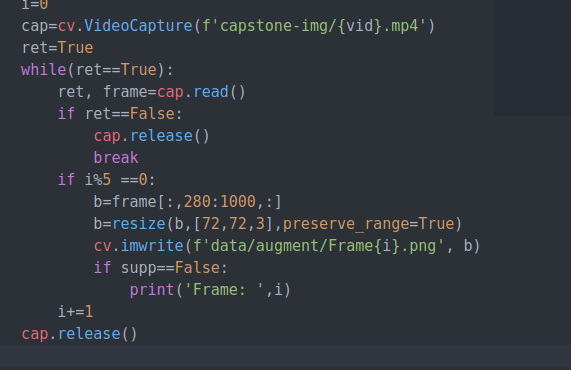 i=0
cap=cv.VideoCapture(f'capstone-img/{vid}.mp4')
ret=True
while(ret==True):
    ret, frame=cap.read()
    if ret==False:
        cap.release()
        break
    if i%5 ==0:
        b=frame[:,280:1000,:]
        b=resize(b,[72,72,3],preserve_range=True)
        cv.imwrite(f'data/augment/Frame{i}.png', b)
        if supp==False:
            print('Frame: ',i)
    i+=1
cap.release()